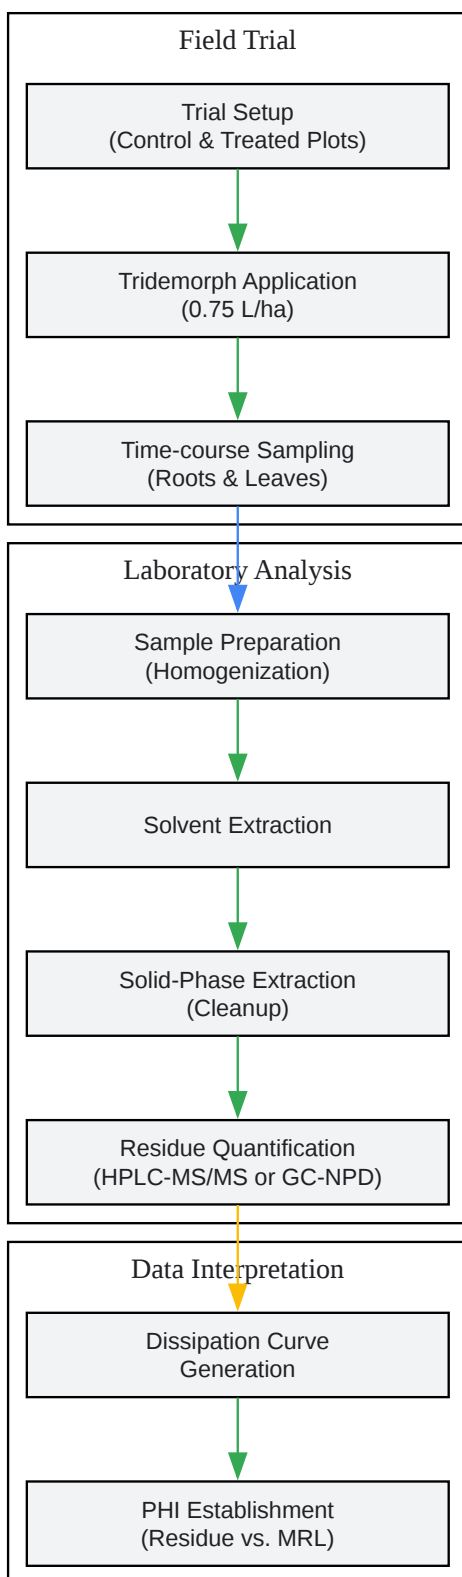 Field Trial
Trial Setup
(Control & Treated Plots)
Tridemorph Application
(0.75 L/ha)
Time-course Sampling
(Roots & Leaves)
Laboratory Analysis
Sample Preparation
(Homogenization)
Solvent Extraction
Solid-Phase Extraction
(Cleanup)
Residue Quantification
(HPLC-MS/MS or GC-NPD)
Data Interpretation
Dissipation Curve
Generation
PHI Establishment
(Residue vs. MRL)